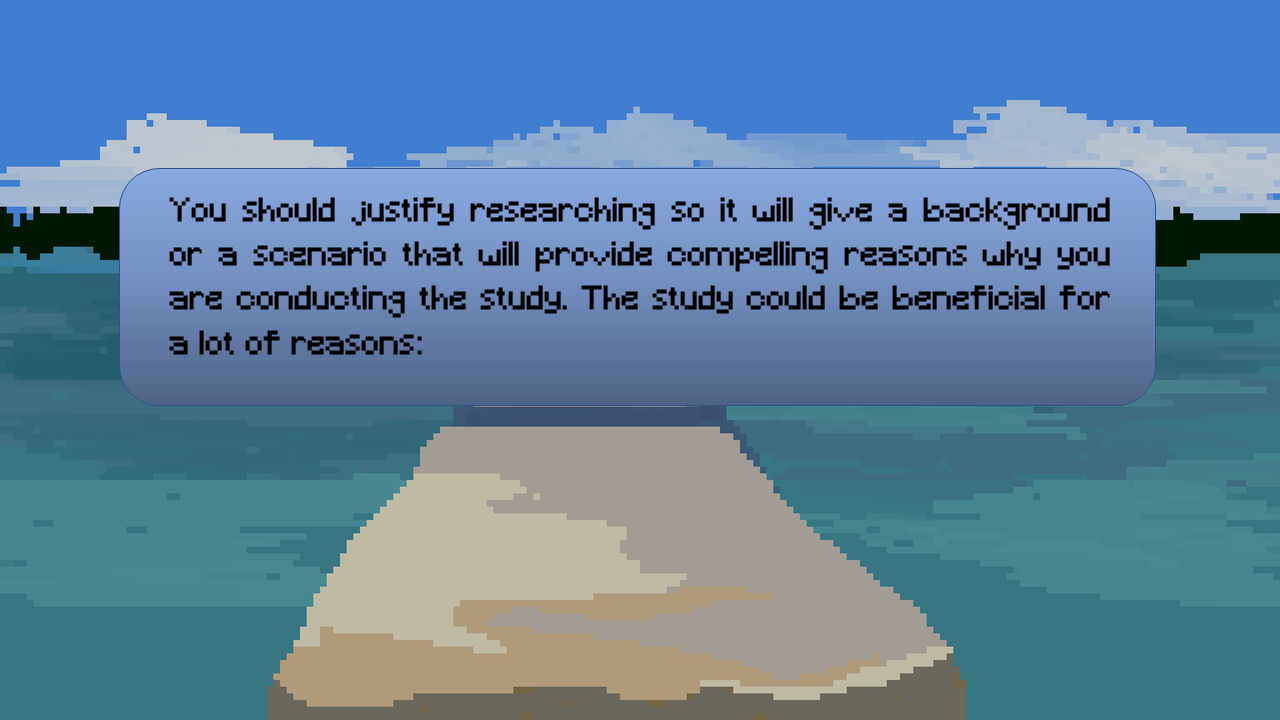 You should justify researching so it will give a background
or a scenario that will provide compelling reasons why you
are conducting the study. The study could be beneficial for
a lot of reasons: